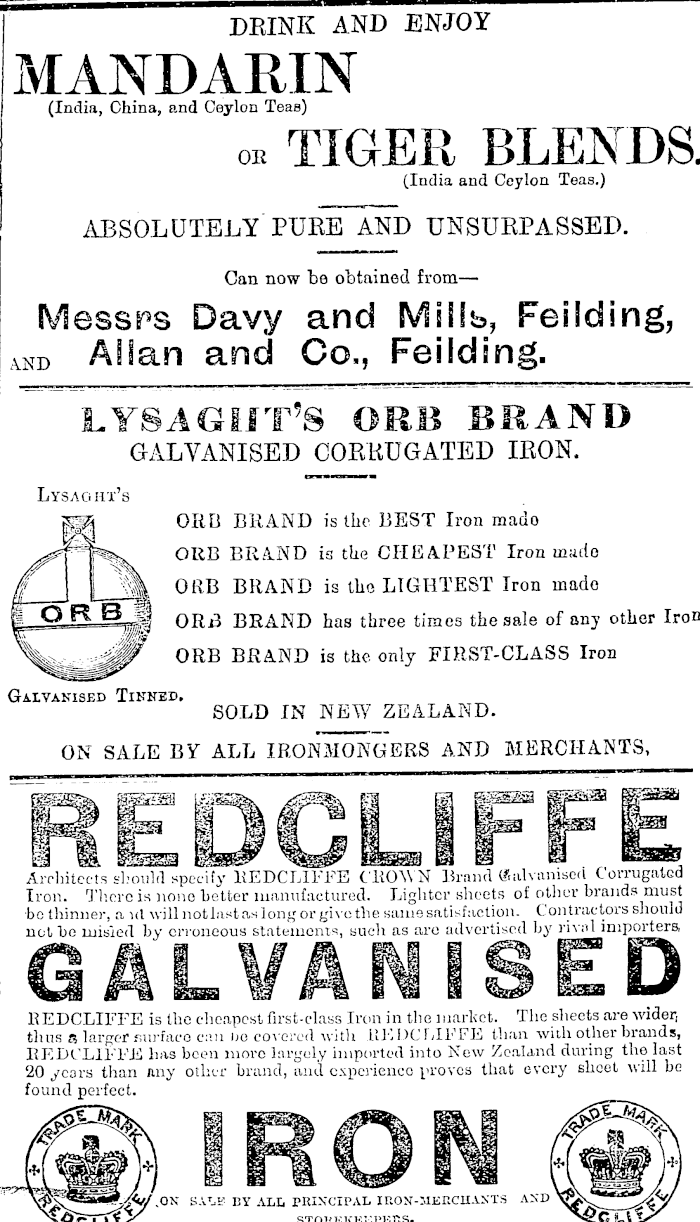 DRINK AND ENJOY
MANDARIN
(India, China, and Ceylon Teas)
OR TIGER BLENDS.
(India and Ceylon Teas.)
ABSOLUTELY PURE AND UNSURPASSED.
Can now be obtained from—
Messrs Davy and Mills, Feilding,
AND Allan and Co., Feilding.
LYSAGHT'S ORB BRAND
GALVANISED CORRUGATED IRON.
LYSAGHT'S
ORB
GALVANISED TINNED.
ORB BRAND is the BEST Iron made
ORB BRAND is the CHEAPEST Iron made
ORB BRAND is the LIGHTEST Iron made
ORB BRAND has three times the sale of any other Iron
ORB BRAND is the only FIRST-CLASS Iron
SOLD IN NEW ZEALAND.
ON SALE BY ALL IRONMONGERS AND MERCHANTS,
REDCLIFFE
Architects should specify REDCLIFFE CROWN Brand Galvanised Corrugated
Iron. There is none better manufactured. Lighter sheets of other brands must
be thinner, and will not last as long or give the same satisfaction. Contractors should
not be misled by erroneous statements, such as are advertised by rival importers,
GALVANISED
REDCLIFFE is the cheapest first-class Iron in the market. The sheets are wider,
thus a larger surface can be covered with REDCLIFFE than with other brands,
REDCLIFFE has been more largely imported into New Zealand during the last
20 years than any other brand, and experience proves that every sheet will be
found perfect.
TRADE MARK
REDCLIFFE
IRON
TRADE MARK
REDCLIFFE
ON SALE BY ALL PRINCIPAL IRON-MERCHANTS AND
STOREKEEPERS.